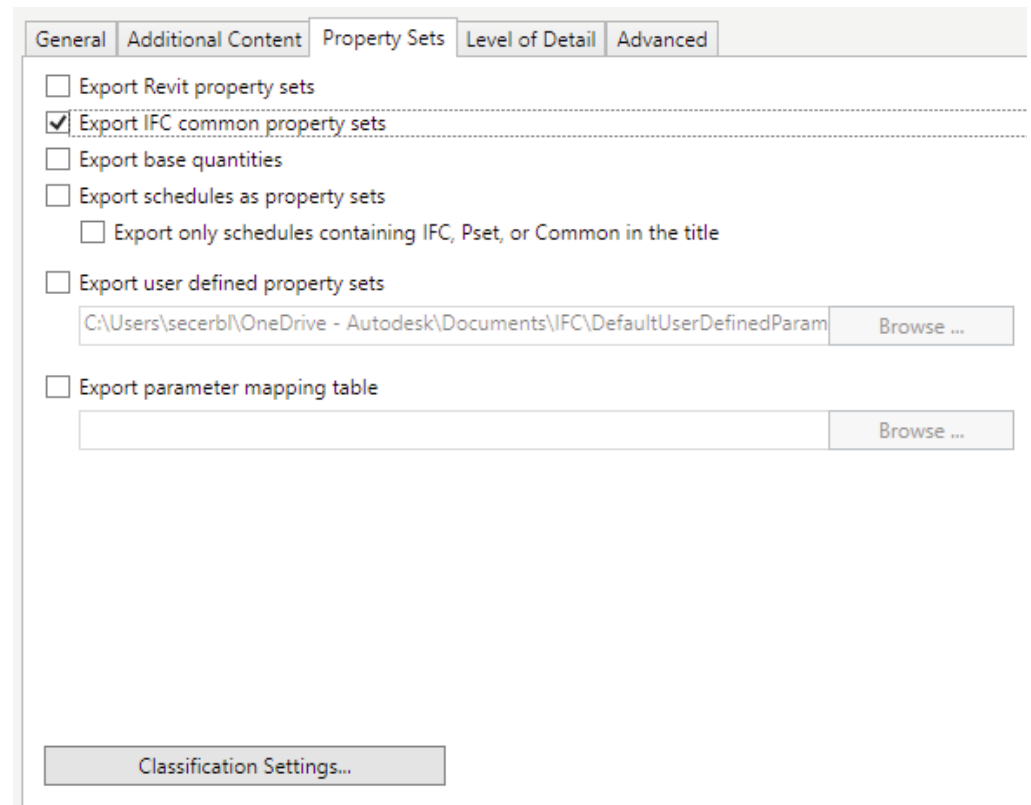 General Additional Content Property Sets Level of Detail Advanced
Export Revit property sets
Export IFC common property sets
Export base quantities
Export schedules as property sets
Export only schedules containing IFC, Pset, or Common in the title
Export user defined property sets
C:\Users\secerbl\OneDrive - Autodesk\Documents\IFC\DefaultUserDefinedParam Browse ...
Export parameter mapping table
Browse ...
Classification Settings...